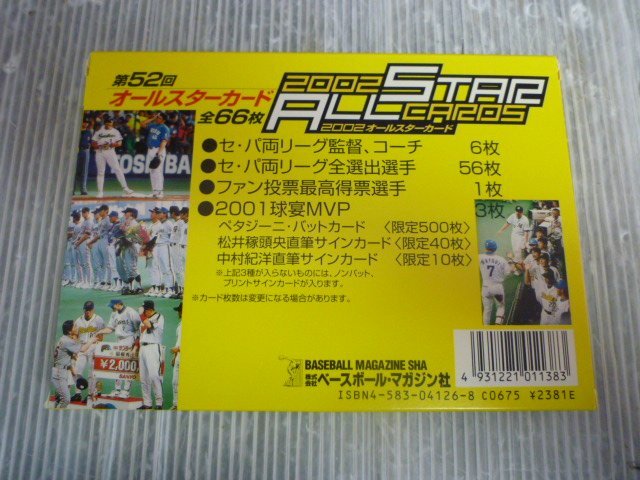 第52回
オールスターカード
全66枚
2002 ALL STAR CARDS
2002オールスターカード
●セ・パ両リーグ監督、コーチ 6枚
●セ・パ両リーグ全選出選手 56枚
●ファン投票最高得票選手 1枚
●2001球宴MVP 3枚
ペタジーニ・バットカード〈限定500枚〉
松井稼頭央直筆サインカード〈限定40枚〉
中村紀洋直筆サインカード〈限定10枚〉
※上記3種が入らないものには、ノンバット、
プリントサインカードが入ります。
※カード枚数は変更になる場合があります。
¥2,000,
7
BASEBALL MAGAZINE SHA
株式会社 ベースボール・マガジン社
4 931221 011383
ISBN4-583-04126-8 C0675 ¥2381E